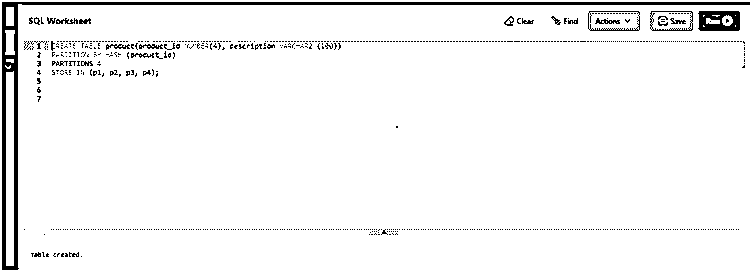 SQL Worksheet
Clear Find Actions Save Run
1 CREATE TABLE product(product_id NUMBER(4), description VARCHAR2 (100))
2 PARTITION BY HASH (product_id)
3 PARTITIONS 4
4 STORE IN (p1, p2, p3, p4);
5
6
7
Table created.